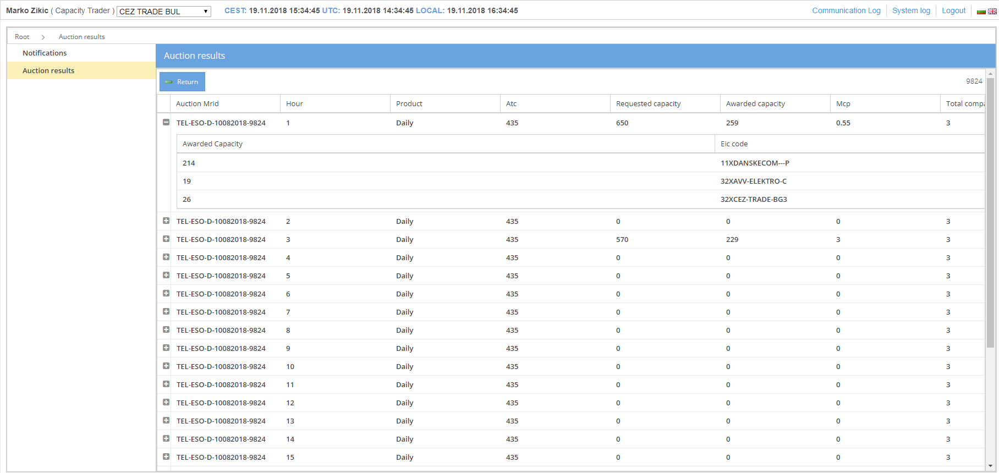 Marko Zikic ( Capacity Trader ) CEZ TRADE BUL CEST: 19.11.2018 15:34:45 UTC: 19.11.2018 14:34:45 LOCAL: 19.11.2018 16:34:45 Communication Log System log Logout
Root > Auction results
Notifications
Auction results
Auction results
Return 9824
Auction Mrid Hour Product Atc Requested capacity Awarded capacity Mcp Total compa
TEL-ESO-D-10082018-9824 1 Daily 435 650 259 0.55 3
Awarded Capacity Eic code
214 11XDANSKECOM---P
19 32XAVV-ELEKTRO-C
26 32XCEZ-TRADE-BG3
TEL-ESO-D-10082018-9824 2 Daily 435 0 0 0 3
TEL-ESO-D-10082018-9824 3 Daily 435 570 229 3 3
TEL-ESO-D-10082018-9824 4 Daily 435 0 0 0 3
TEL-ESO-D-10082018-9824 5 Daily 435 0 0 0 3
TEL-ESO-D-10082018-9824 6 Daily 435 0 0 0 3
TEL-ESO-D-10082018-9824 7 Daily 435 0 0 0 3
TEL-ESO-D-10082018-9824 8 Daily 435 0 0 0 3
TEL-ESO-D-10082018-9824 9 Daily 435 0 0 0 3
TEL-ESO-D-10082018-9824 10 Daily 435 0 0 0 3
TEL-ESO-D-10082018-9824 11 Daily 435 0 0 0 3
TEL-ESO-D-10082018-9824 12 Daily 435 0 0 0 3
TEL-ESO-D-10082018-9824 13 Daily 435 0 0 0 3
TEL-ESO-D-10082018-9824 14 Daily 435 0 0 0 3
TEL-ESO-D-10082018-9824 15 Daily 435 0 0 0 3